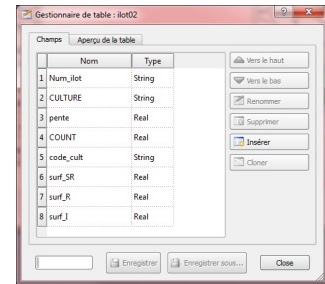 Gestionnaire de table : ilot02
Champs Aperçu de la table
Nom Type
1 Num_ilot String
2 CULTURE String
3 pente Real
4 COUNT Real
5 code_cult String
6 surf_SR Real
7 surf_R Real
8 surf_I Real
Vers le haut
Vers le bas
Renommer
Supprimer
Insérer
Cloner
Enregistrer Enregistrer sous... Close